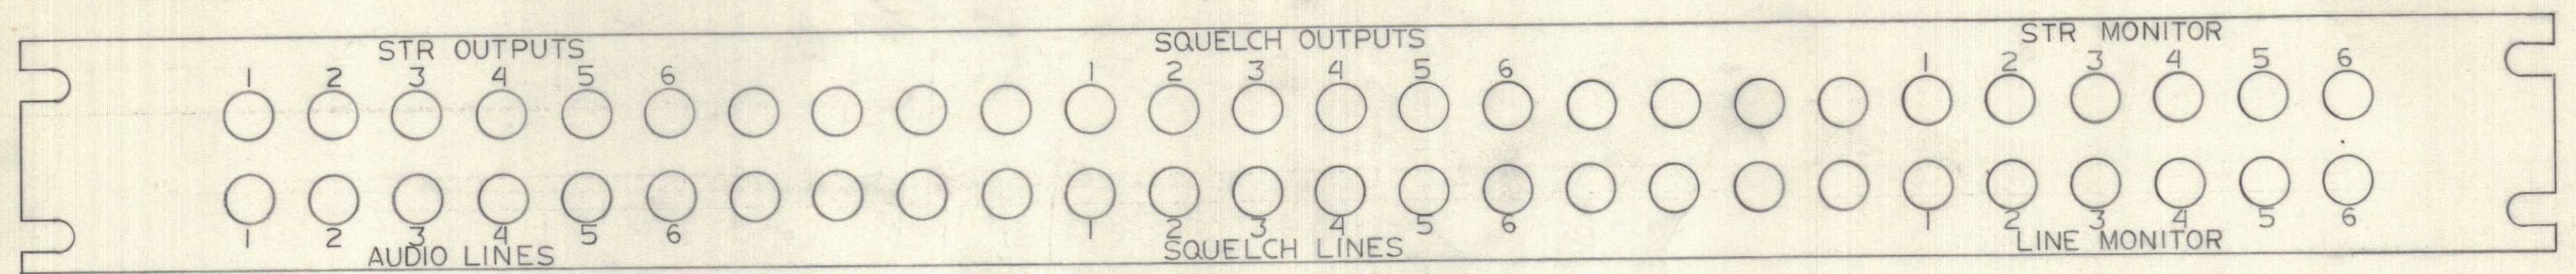 STR OUTPUTS SQUELCH OUTPUTS STR MONITOR
1 2 3 4 5 6 1 2 3 4 5 6 1 2 3 4 5 6
1 2 3 4 5 6 1 2 3 4 5 6 1 2 3 4 5 6
AUDIO LINES SQUELCH LINES LINE MONITOR